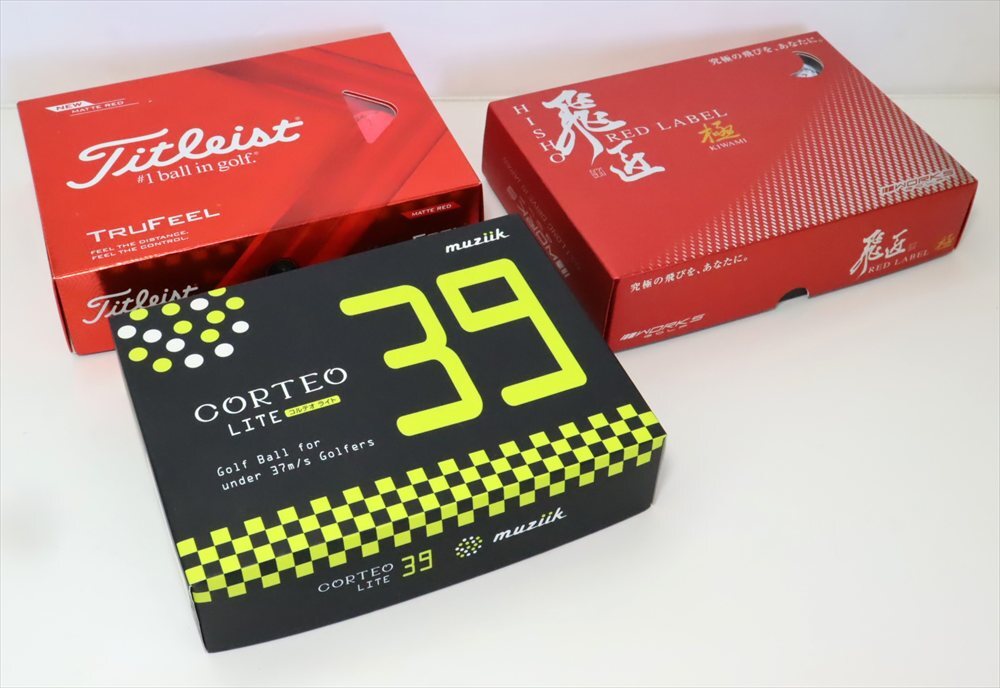 NEW
MATTE RED
Titleist
#1 ball in golf.
TRUFEEL
FEEL THE DISTANCE.
FEEL THE CONTROL.
MATTE RED
Titleist
究極の飛びを、あなたに。
HISHO
飛匠
RED LABEL
極
KIWAMI
WORKS
究極の飛びを、あなたに。
飛匠
RED LABEL
極
WORKS
GOLF
muziik
39
CORTEO
LITE
コルテオ ライト
Golf Ball for
under 37m/s Golfers
CORTEO
LITE
39
muziik